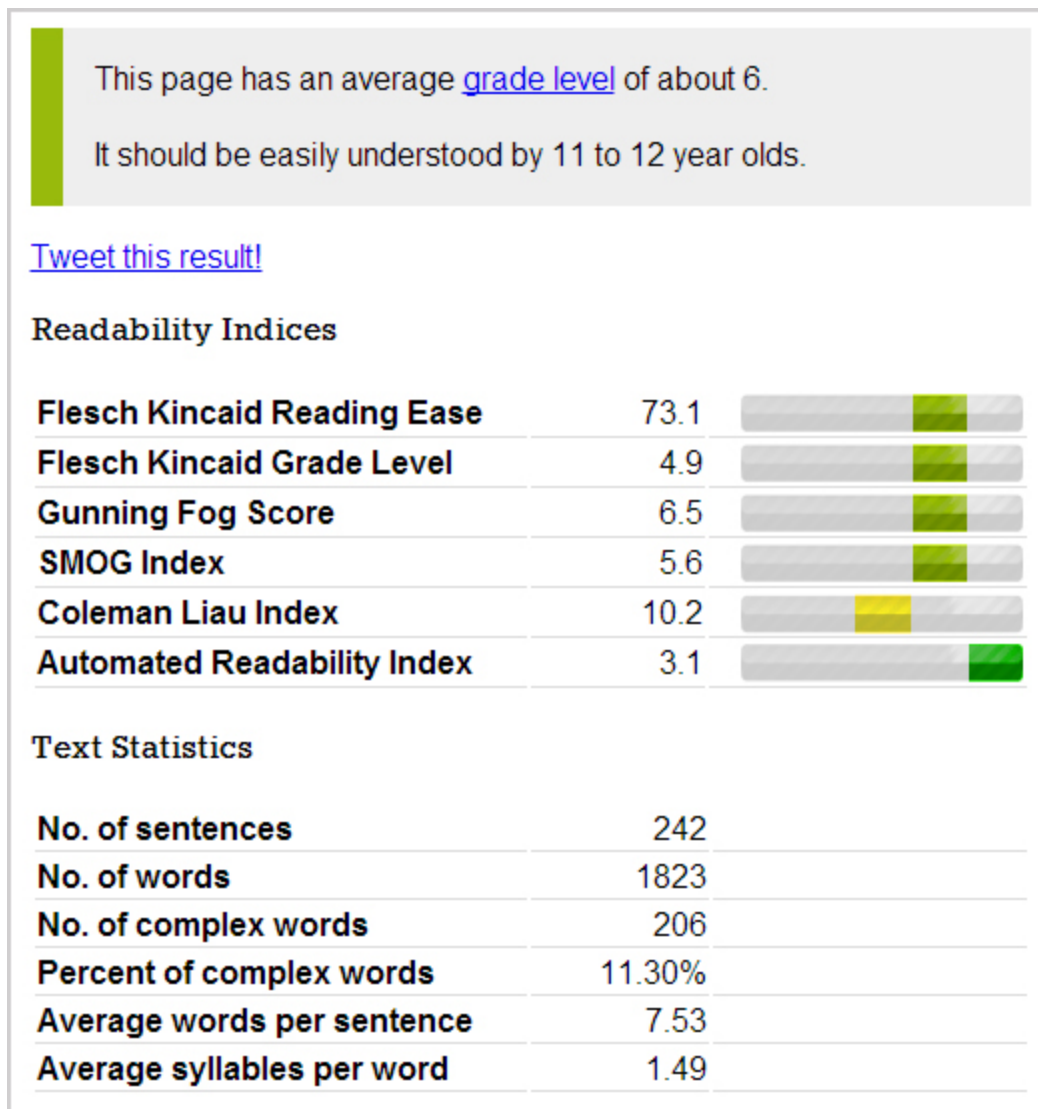 This page has an average grade level of about 6.
It should be easily understood by 11 to 12 year olds.
Tweet this result!
Readability Indices
Flesch Kincaid Reading Ease 73.1
Flesch Kincaid Grade Level 4.9
Gunning Fog Score 6.5
SMOG Index 5.6
Coleman Liau Index 10.2
Automated Readability Index 3.1
Text Statistics
No. of sentences 242
No. of words 1823
No. of complex words 206
Percent of complex words 11.30%
Average words per sentence 7.53
Average syllables per word 1.49